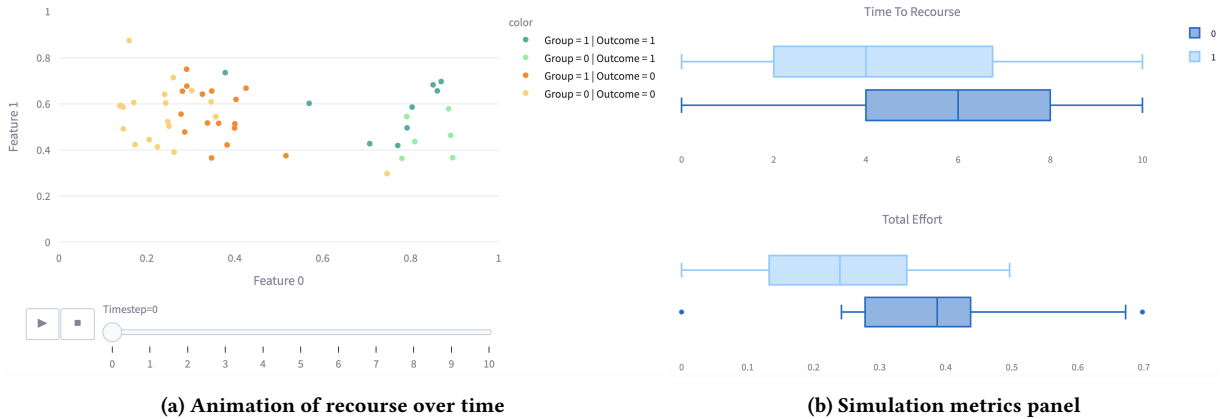 1
0.8
0.6
0.4
0.2
0
Feature 1
0
0.2
0.4
0.6
0.8
1
Feature 0
color
Group = 1 | Outcome = 1
Group = 0 | Outcome = 1
Group = 1 | Outcome = 0
Group = 0 | Outcome = 0
Timestep=0
0 1 2 3 4 5 6 7 8 9 10
(a) Animation of recourse over time
Time To Recourse
0
1
0 2 4 6 8 10
Total Effort
0 0.1 0.2 0.3 0.4 0.5 0.6 0.7
(b) Simulation metrics panel